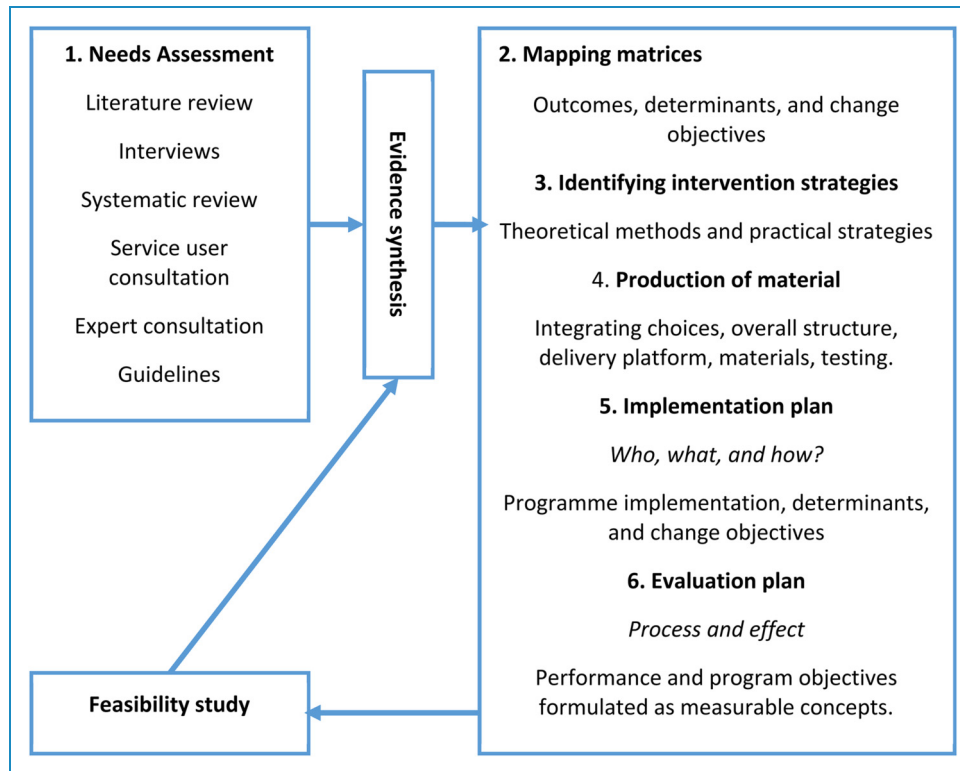 1. Needs Assessment
Literature review
Interviews
Systematic review
Service user
consultation
Expert consultation
Guidelines
Evidence synthesis
2. Mapping matrices
Outcomes, determinants, and change
objectives
3. Identifying intervention strategies
Theoretical methods and practical strategies
4. Production of material
Integrating choices, overall structure,
delivery platform, materials, testing.
5. Implementation plan
Who, what, and how?
Programme implementation, determinants,
and change objectives
6. Evaluation plan
Process and effect
Performance and program objectives
formulated as measurable concepts.
Feasibility study